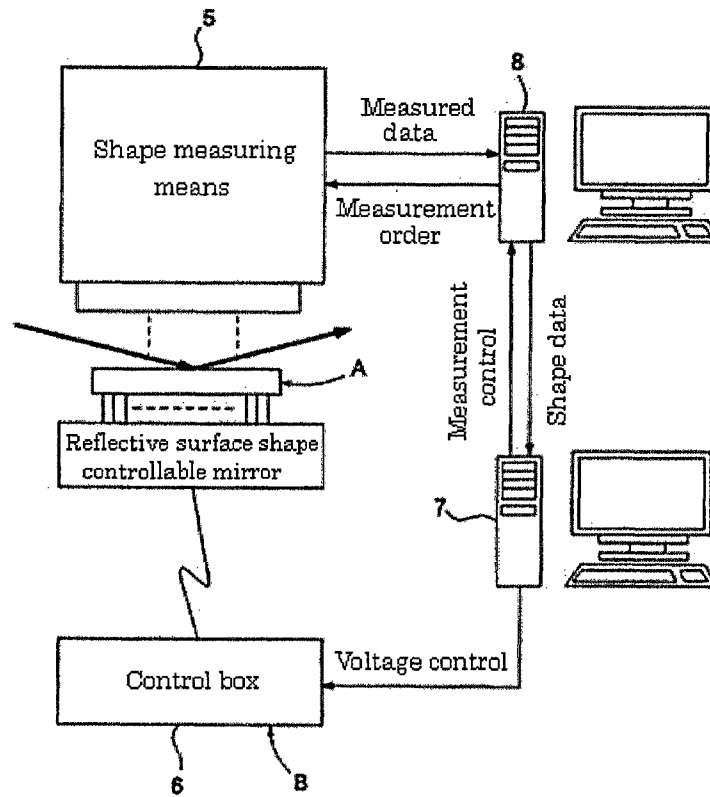 5
8
Shape measuring
means
Measured
data
Measurement
order
A
Measurement
control
Shape data
Reflective surface shape
controllable mirror
7
Control box
Voltage control
6
B